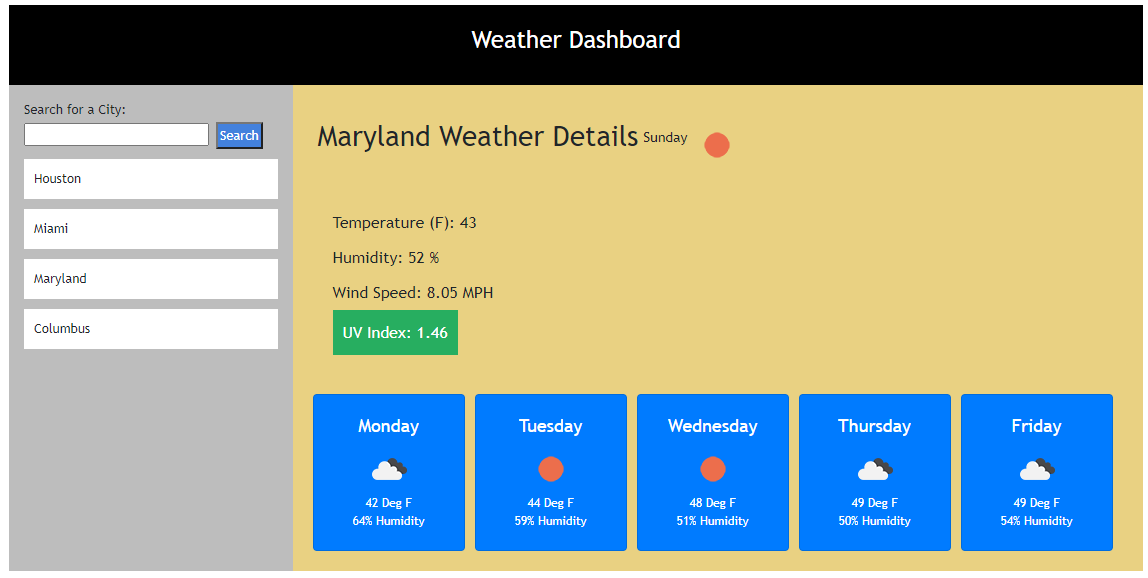 Weather Dashboard
Search for a City:
Search
Houston
Miami
Maryland
Columbus
Maryland Weather Details Sunday
Temperature (F): 43
Humidity: 52 %
Wind Speed: 8.05 MPH
UV Index: 1.46
Monday
42 Deg F
64% Humidity
Tuesday
44 Deg F
59% Humidity
Wednesday
48 Deg F
51% Humidity
Thursday
49 Deg F
50% Humidity
Friday
49 Deg F
54% Humidity